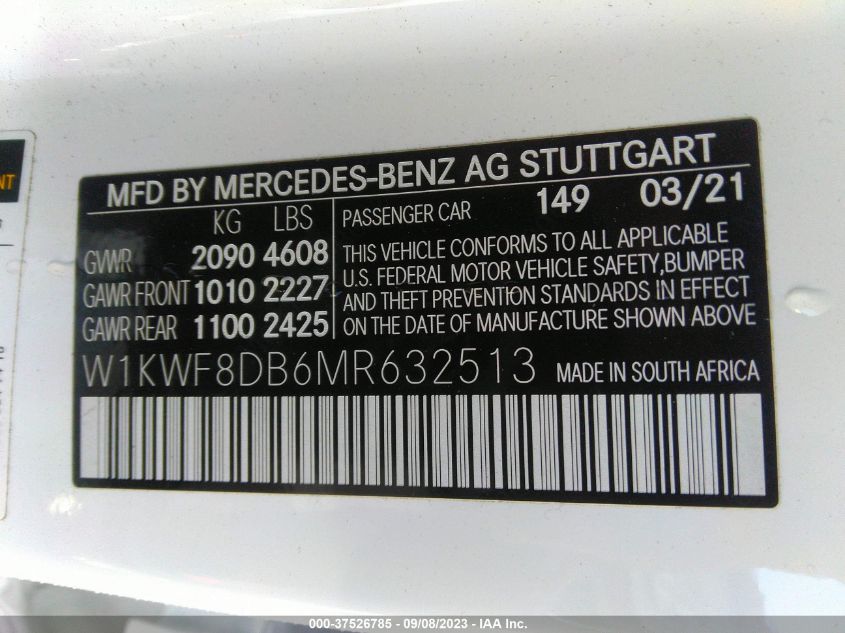 NT
MFD BY MERCEDES-BENZ AG STUTTGART
KG LBS
PASSENGER CAR 149 03/21
GVWR 2090 4608
GAWR FRONT 1010 2227
GAWR REAR 1100 2425
THIS VEHICLE CONFORMS TO ALL APPLICABLE
U.S. FEDERAL MOTOR VEHICLE SAFETY,BUMPER
AND THEFT PREVENTION STANDARDS IN EFFECT
ON THE DATE OF MANUFACTURE SHOWN ABOVE
W1KWF8DB6MR632513 MADE IN SOUTH AFRICA
000-37526785 - 09/08/2023 - IAA Inc.